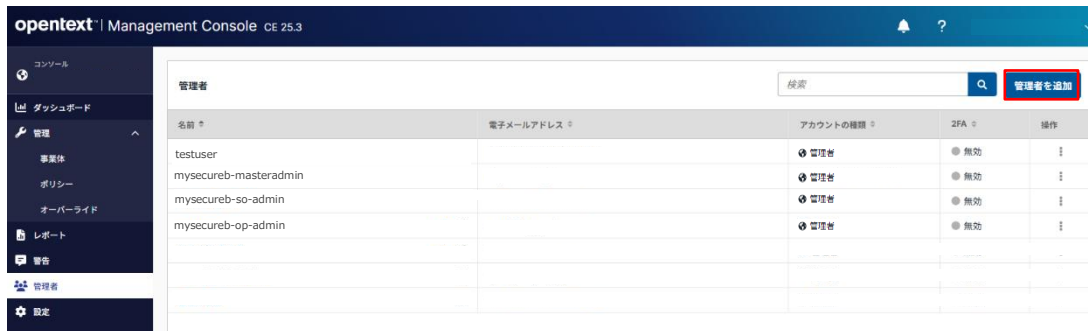 opentext™ | Management Console CE 25.3
?
コンソール
ダッシュボード
管理
事業体
ポリシー
オーバーライド
レポート
警告
管理者
設定
管理者
検索
管理者を追加
名前 電子メールアドレス アカウントの種類 2FA 操作
testuser 管理者 無効
mysecureb-masteradmin 管理者 無効
mysecureb-so-admin 管理者 無効
mysecureb-op-admin 管理者 無効